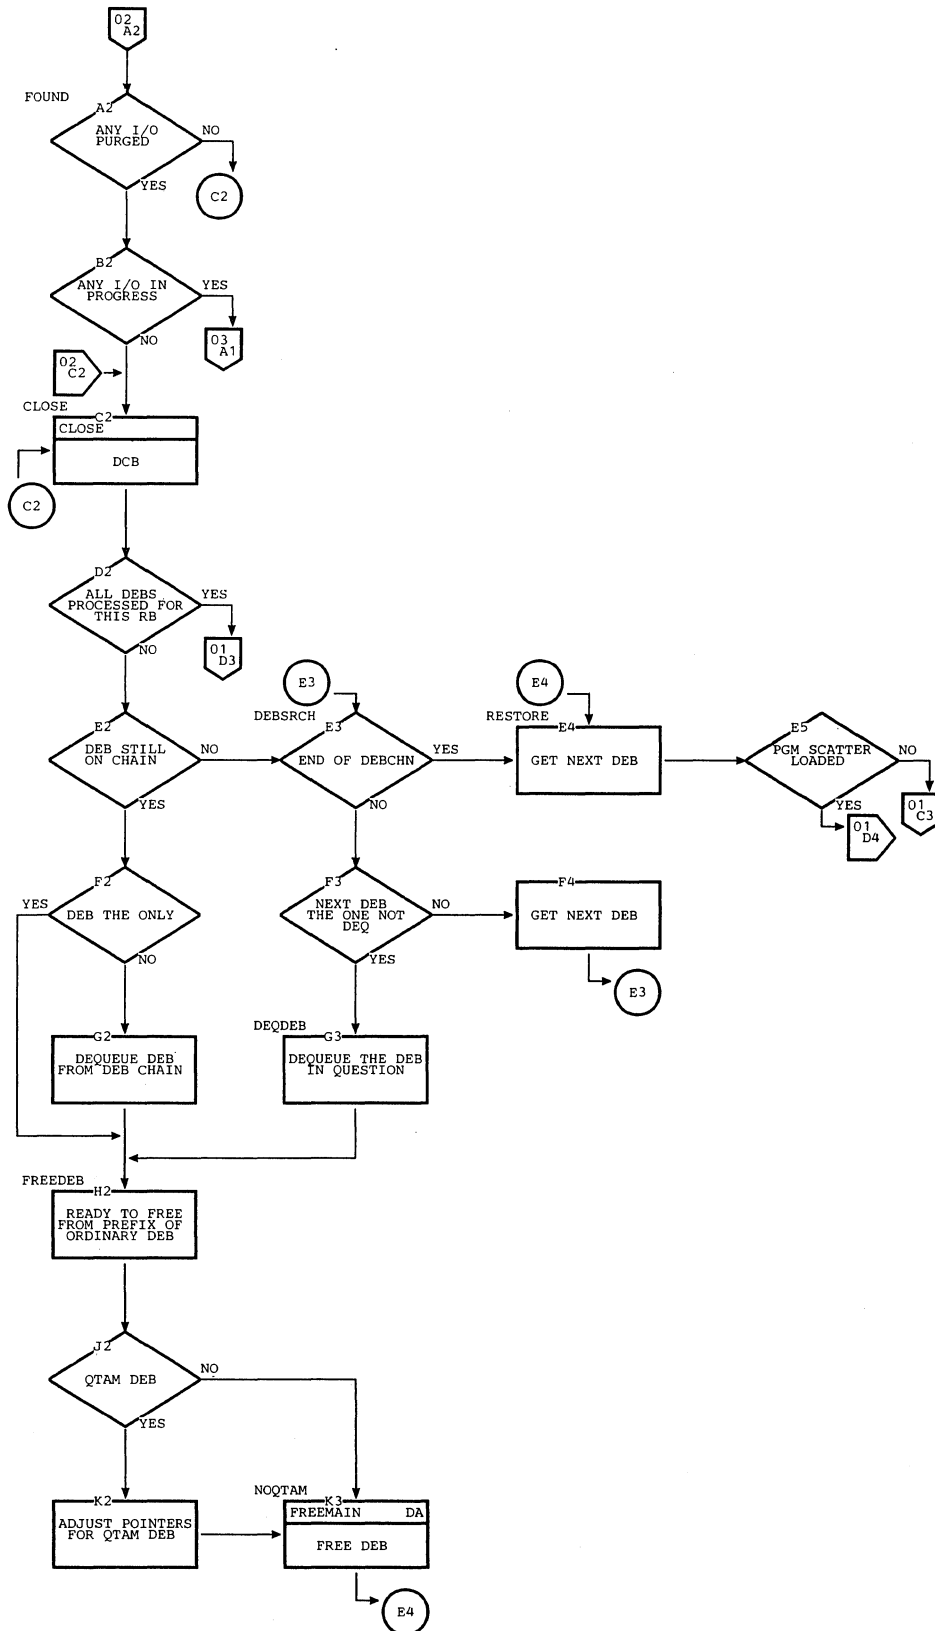 02
A2
FOUND
A2
ANY I/O
PURGED
NO
YES
C2
B2
ANY I/O IN
PROGRESS
YES
NO
03
A1
02
C2
CLOSE
C2
CLOSE
DCB
C2
D2
ALL DEBS
PROCESSED FOR
THIS RB
YES
NO
01
D3
E3
E4
E2
DEB STILL
ON CHAIN
NO
YES
DEBSRCH
E3
END OF DEBCHN
YES
NO
RESTORE
E4
GET NEXT DEB
E5
PGM SCATTER
LOADED
NO
YES
01
C3
01
D4
F2
YES
DEB THE ONLY
NO
F3
NEXT DEB
THE ONE NOT
DEQ
NO
YES
F4
GET NEXT DEB
E3
G2
DEQUEUE DEB
FROM DEB CHAIN
DEQDEB
G3
DEQUEUE THE DEB
IN QUESTION
FREEDEB
H2
READY TO FREE
FROM PREFIX OF
ORDINARY DEB
J2
QTAM DEB
NO
YES
K2
ADJUST POINTERS
FOR QTAM DEB
NOQTAM
K3
FREEMAIN DA
FREE DEB
E4